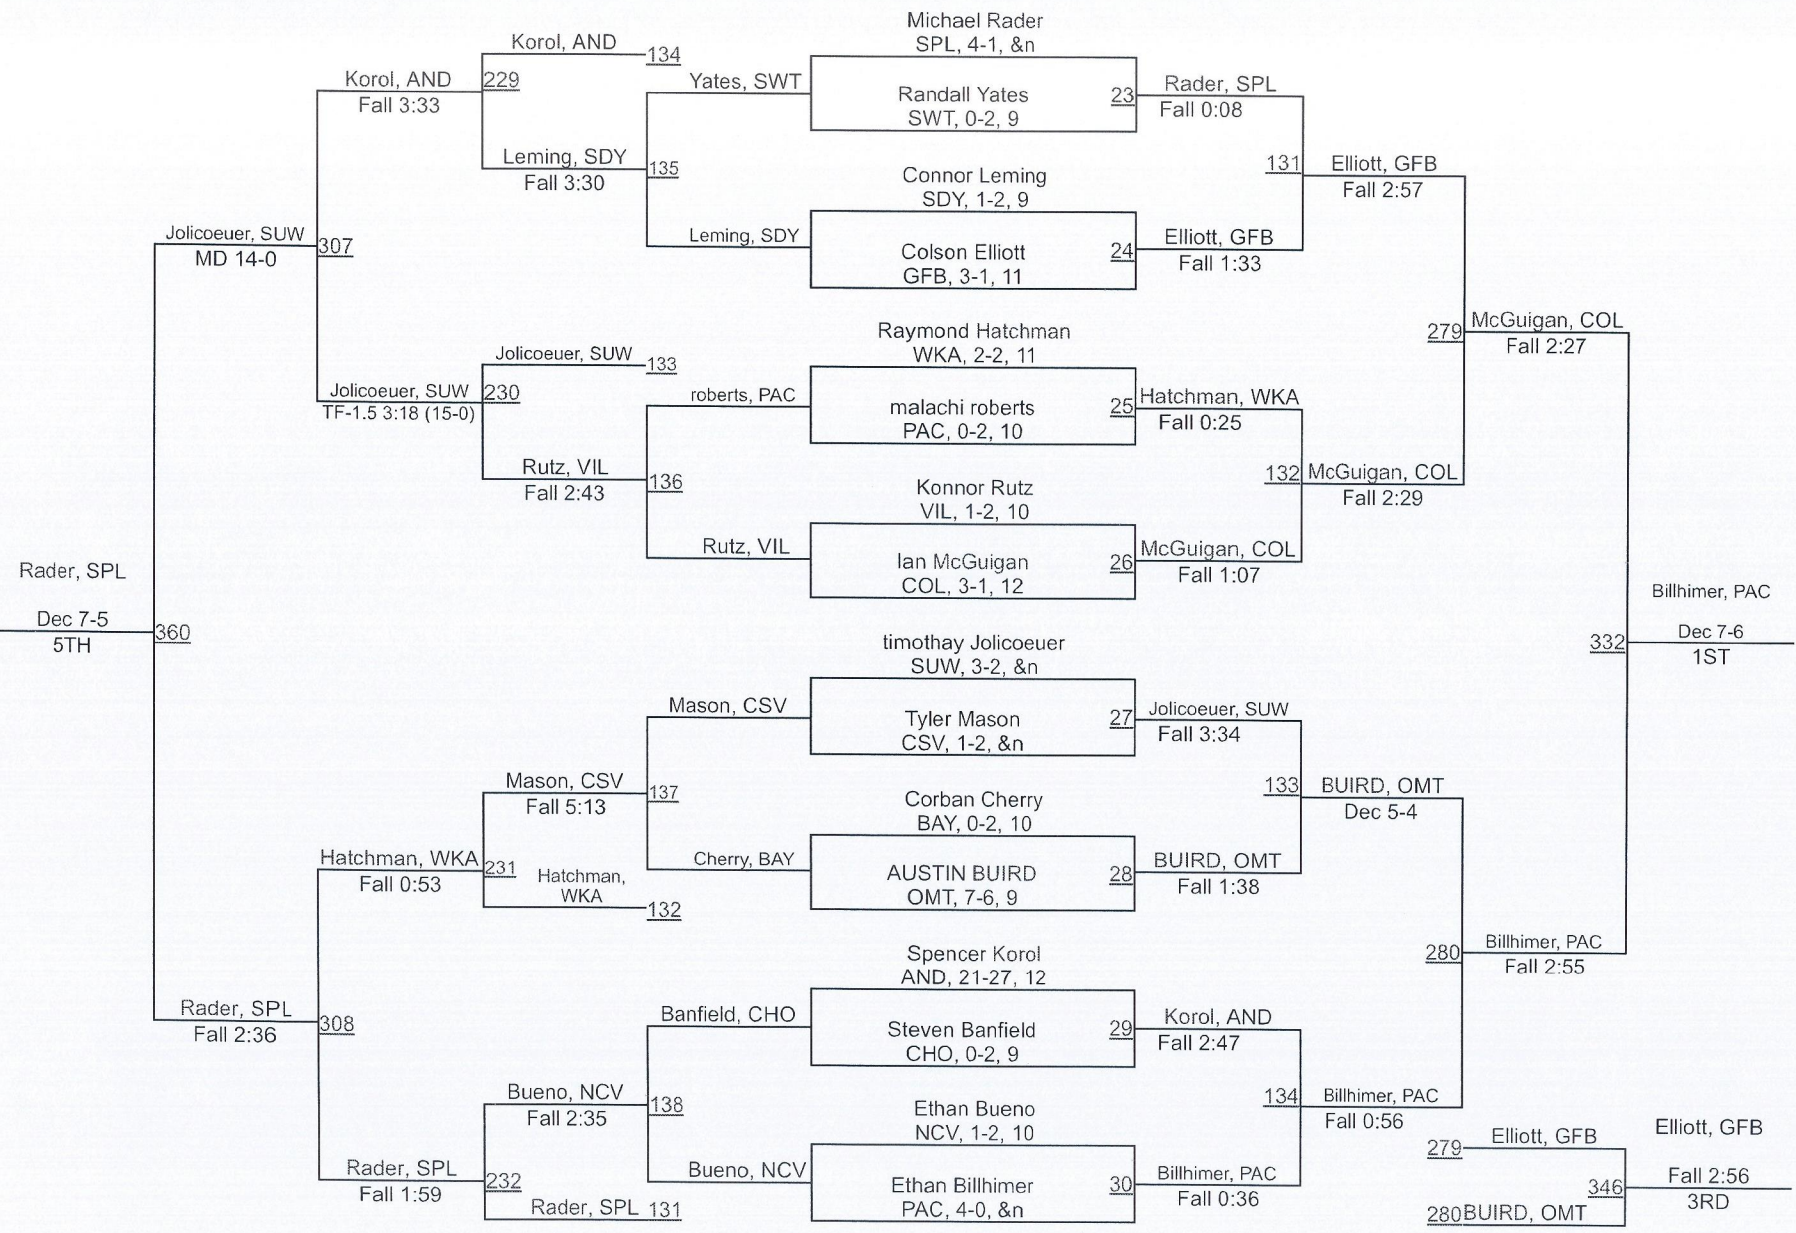 Michael Rader
SPL, 4-1, &n
Korol, AND
134
Korol, AND
229
Fall 3:33
Yates, SWT
Randall Yates
SWT, 0-2, 9
23
Rader, SPL
Fall 0:08
Leming, SDY
135
Fall 3:30
131
Elliott, GFB
Fall 2:57
Connor Leming
SDY, 1-2, 9
Jolicoeuer, SUW
307
MD 14-0
Leming, SDY
Colson Elliott
GFB, 3-1, 11
24
Elliott, GFB
Fall 1:33
Raymond Hatchman
WKA, 2-2, 11
279
McGuigan, COL
Fall 2:27
Jolicoeuer, SUW
133
Jolicoeuer, SUW
230
TF-1.5 3:18 (15-0)
roberts, PAC
malachi roberts
PAC, 0-2, 10
25
Hatchman, WKA
Fall 0:25
Rutz, VIL
136
Fall 2:43
132
McGuigan, COL
Fall 2:29
Konnor Rutz
VIL, 1-2, 10
Rutz, VIL
Ian McGuigan
COL, 3-1, 12
26
McGuigan, COL
Fall 1:07
Rader, SPL
Dec 7-5
360
5TH
Billhimer, PAC
332
Dec 7-6
1ST
timothay Jolicoeuer
SUW, 3-2, &n
Mason, CSV
Tyler Mason
CSV, 1-2, &n
27
Jolicoeuer, SUW
Fall 3:34
Mason, CSV
137
Fall 5:13
133
BUIRD, OMT
Dec 5-4
Corban Cherry
BAY, 0-2, 10
Hatchman, WKA
231
Fall 0:53
Hatchman,
WKA
132
Cherry, BAY
AUSTIN BUIRD
OMT, 7-6, 9
28
BUIRD, OMT
Fall 1:38
Spencer Korol
AND, 21-27, 12
280
Billhimer, PAC
Fall 2:55
Rader, SPL
308
Fall 2:36
Banfield, CHO
Steven Banfield
CHO, 0-2, 9
29
Korol, AND
Fall 2:47
Bueno, NCV
138
Fall 2:35
Ethan Bueno
NCV, 1-2, 10
134
Billhimer, PAC
Fall 0:56
Rader, SPL
232
Fall 1:59
Rader, SPL
131
Bueno, NCV
Ethan Billhimer
PAC, 4-0, &n
30
Billhimer, PAC
Fall 0:36
279
Elliott, GFB
280
BUIRD, OMT
346
Elliott, GFB
Fall 2:56
3RD